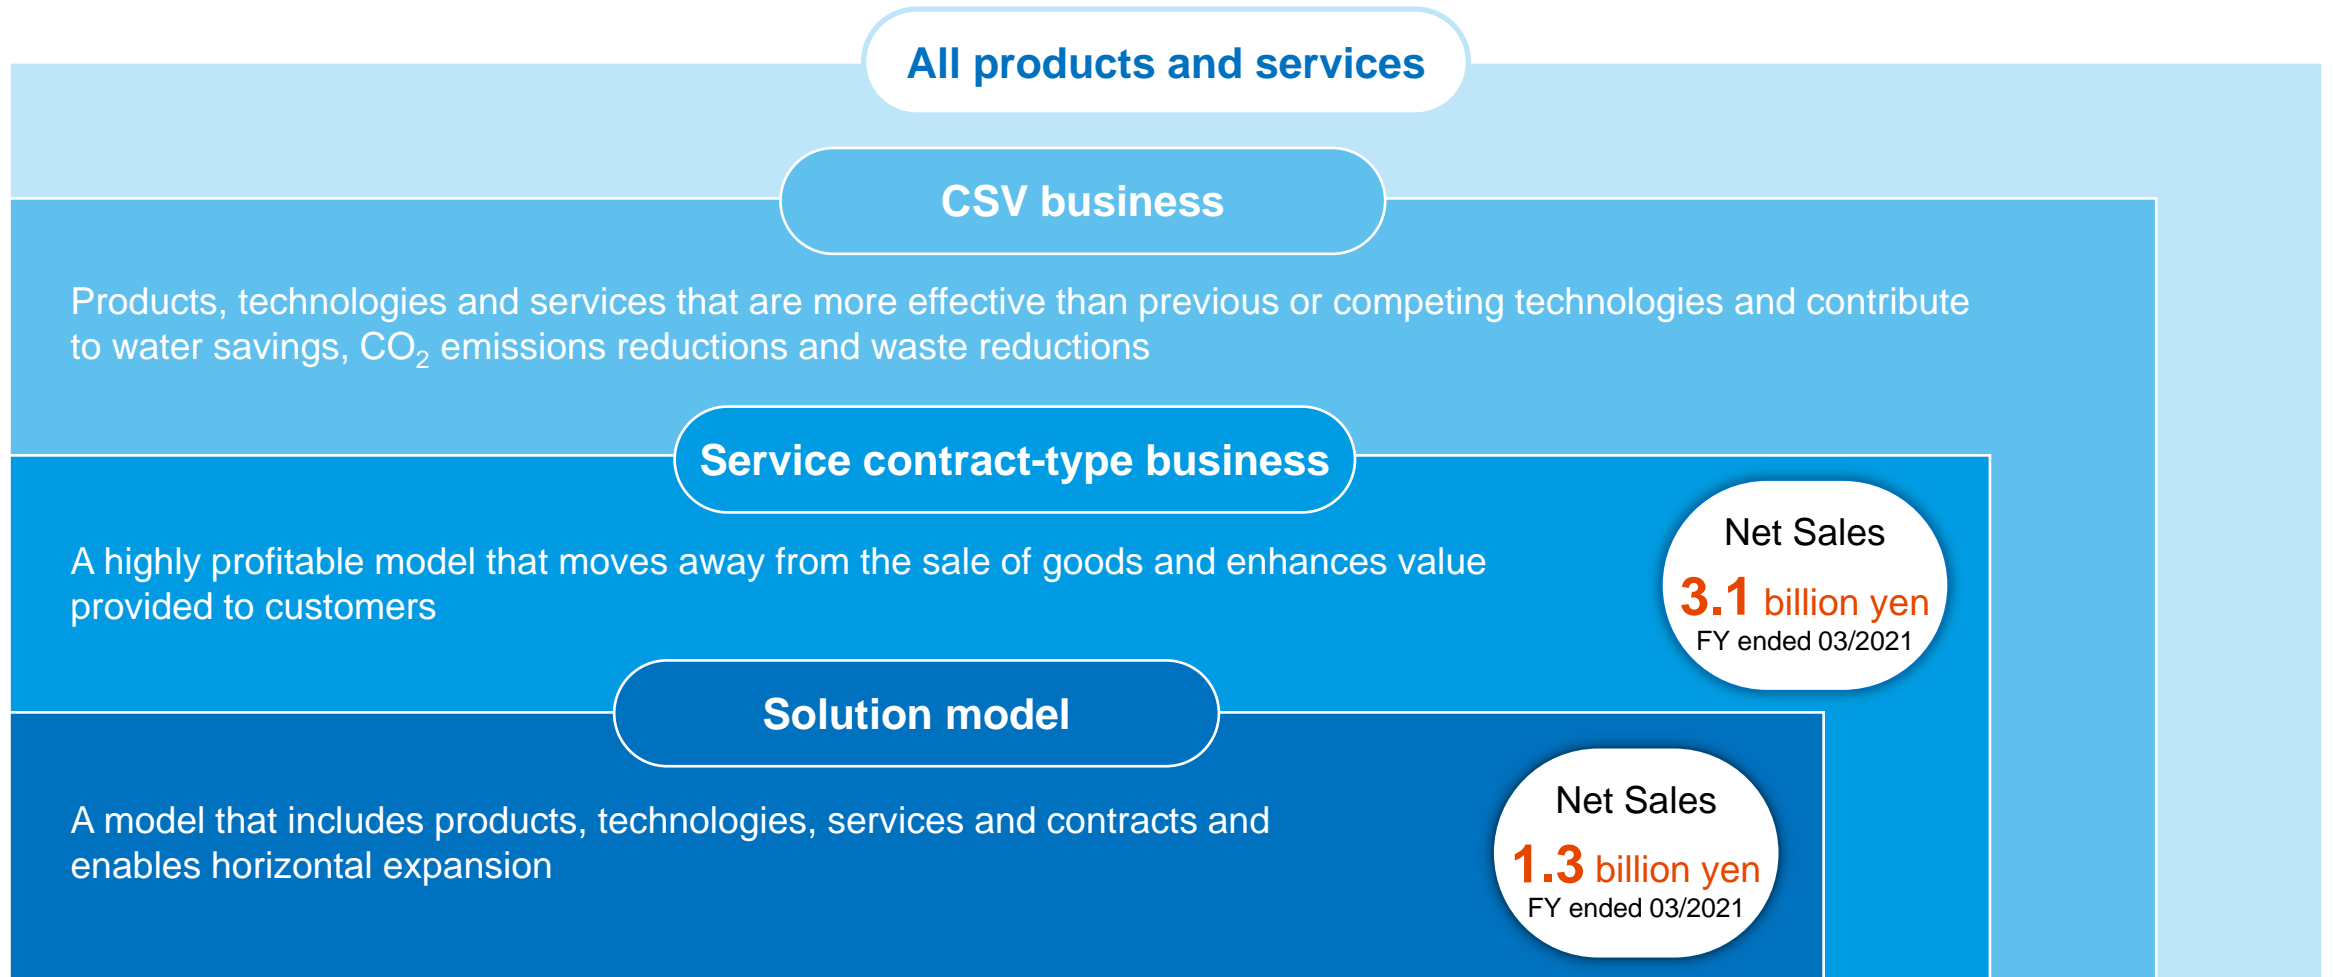 All products and services
CSV business
Products, technologies and services that are more effective than previous or competing technologies and contribute
to water savings, CO₂ emissions reductions and waste reductions
Service contract-type business
A highly profitable model that moves away from the sale of goods and enhances value
provided to customers
Net Sales
3.1 billion yen
FY ended 03/2021
Solution model
A model that includes products, technologies, services and contracts and
enables horizontal expansion
Net Sales
1.3 billion yen
FY ended 03/2021